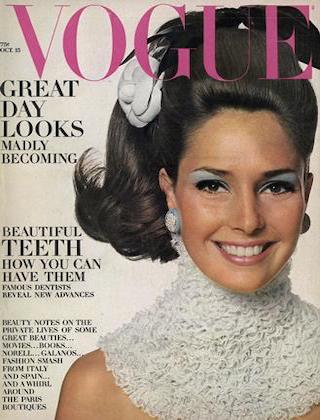 VOGUE
75c
OCT. 15
GREAT
DAY
LOOKS
MADLY
BECOMING
BEAUTIFUL
TEETH
HOW YOU CAN
HAVE THEM
FAMOUS DENTISTS
REVEAL NEW ADVANCES
BEAUTY NOTES ON THE
PRIVATE LIVES OF SOME
GREAT BEAUTIES...
MOVIES...BOOKS...
NORELL...GALANOS...
FASHION SMASH
FROM ITALY
AND SPAIN...
AND A WHIRL
AROUND
THE PARIS
BOUTIQUES